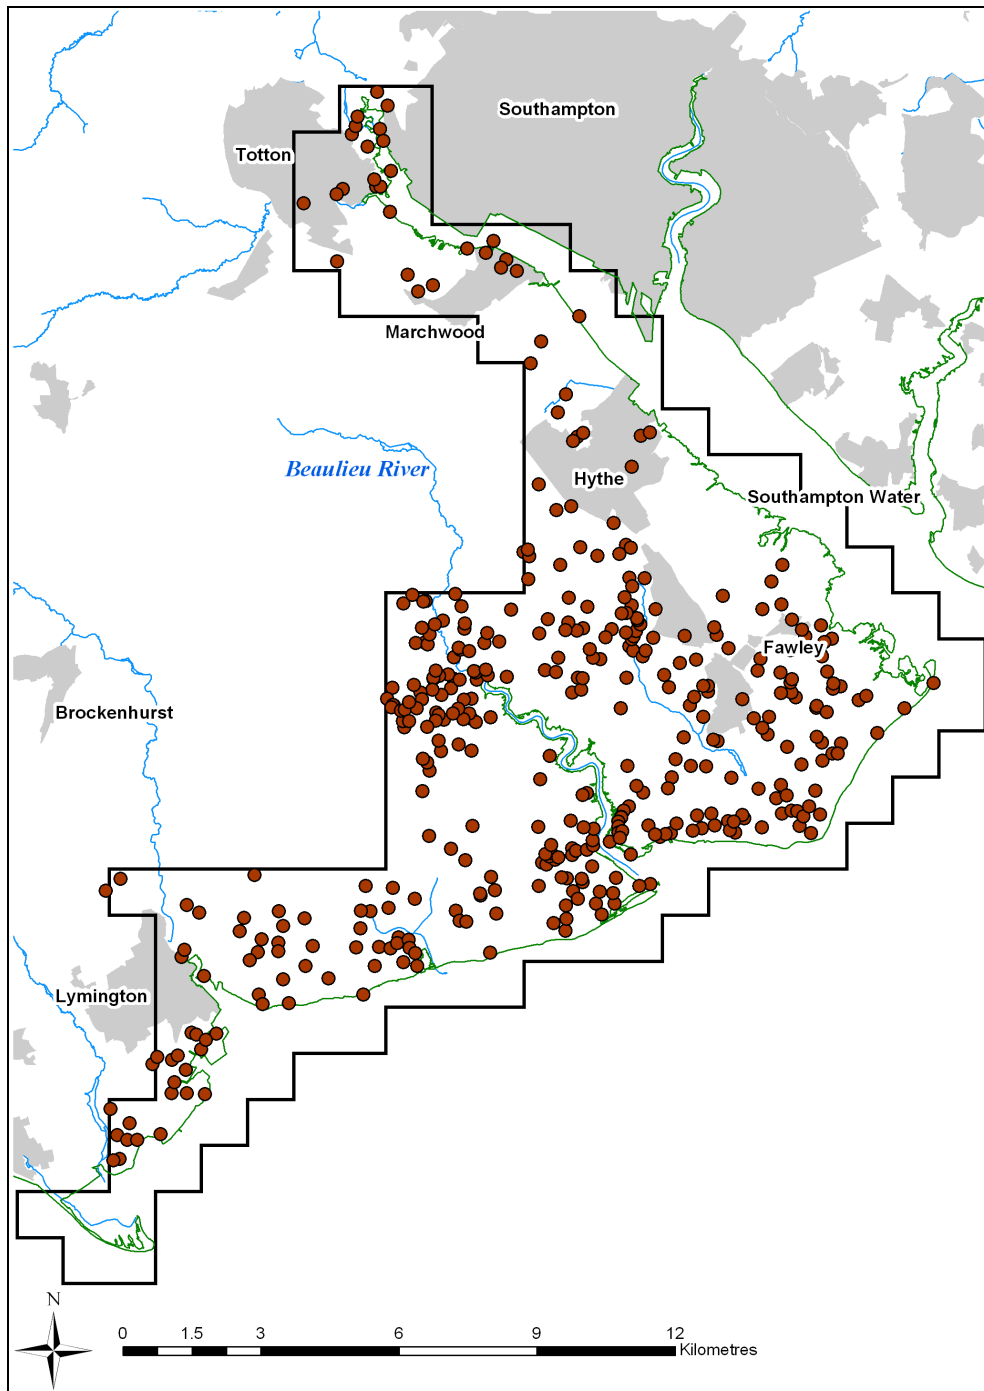 Southampton
Totton
Marchwood
Beaulieu River
Hythe
Southampton Water
Fawley
Brockenhurst
Lymington
N
0 1.5 3 6 9 12
Kilometres